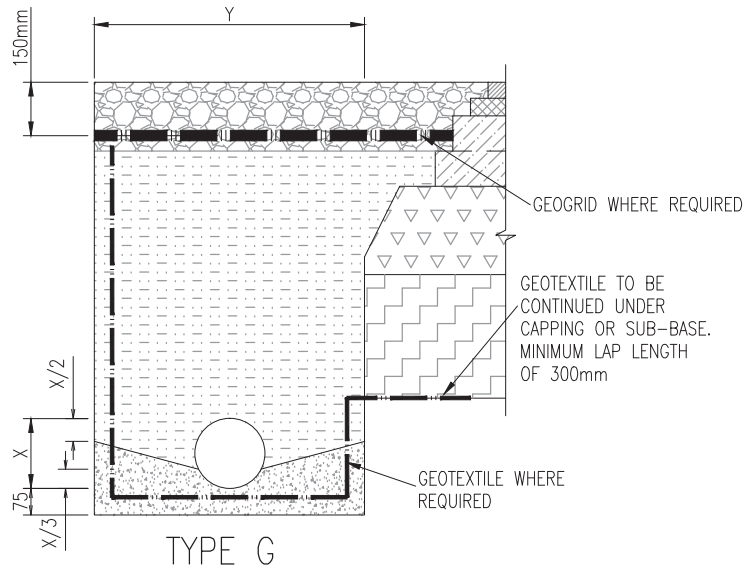 Y
150mm
GEOGRID WHERE REQUIRED
GEOTEXTILE TO BE
CONTINUED UNDER
CAPPING OR SUB-BASE.
MINIMUM LAP LENGTH
OF 300mm
X/2
X
75
X/3
GEOTEXTILE WHERE
REQUIRED
TYPE G